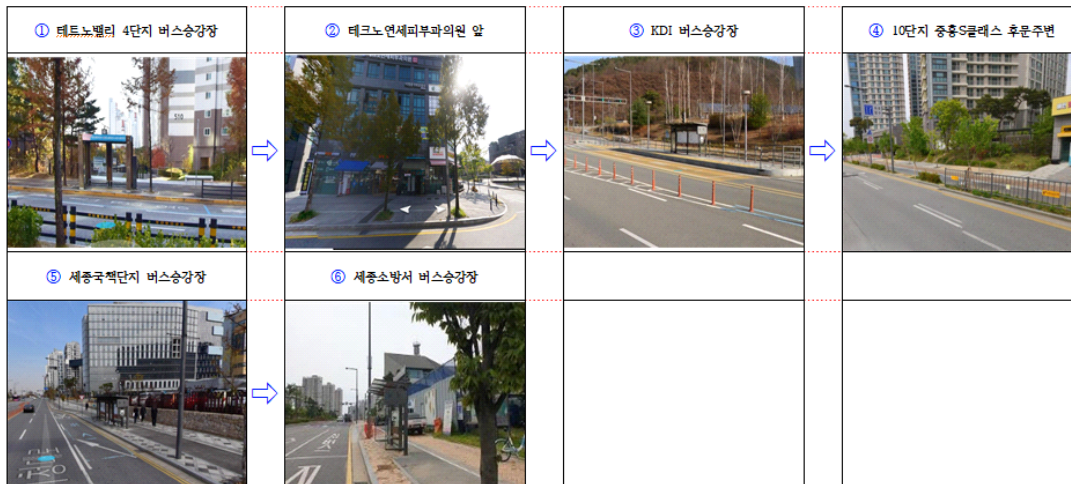 ① 테트노밸리 4단지 버스승강장
② 테크노연세피부과의원 앞
③ KDI 버스승강장
④ 10단지 중흥S클래스 후문주변
510
⑤ 세종국책단지 버스승강장
⑥ 세종소방서 버스승강장